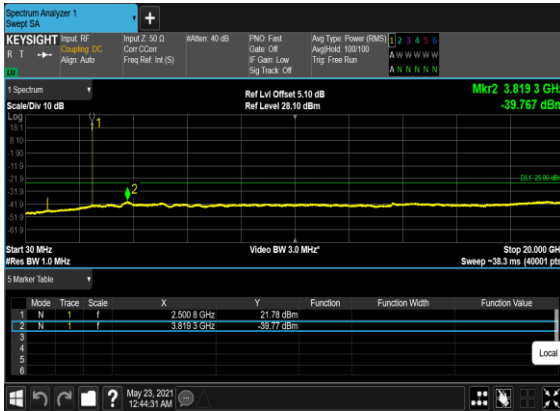 Spectrum Analyzer 1
Swept SA
+
KEYSIGHT
R T
Input: RF
Coupling: DC
Align: Auto
Input Z: 50 Ω
Corr CCorr
Freq Ref: Int (S)
#Atten: 40 dB
PNO: Fast
Gate: Off
IF Gain: Low
Sig Track: Off
Avg Type: Power (RMS)
Avg|Hold: 100/100
Trig: Free Run
1 2 3 4 5 6
A W W W W W
A N N N N N
1 Spectrum
Scale/Div 10 dB
Ref Lvl Offset 5.10 dB
Ref Level 28.10 dBm
Mkr2 3.819 3 GHz
-39.767 dBm
Log
18.1
8.10
-1.90
-11.9
-21.9
-31.9
-41.9
-51.9
-61.9
1
2
DL1 -25.00 dBm
Start 30 MHz
#Res BW 1.0 MHz
Video BW 3.0 MHz*
Stop 20.000 GHz
Sweep ~38.3 ms (40001 pts)
5 Marker Table
Mode Trace Scale X Y Function Function Width Function Value
1 N 1 f 2.500 8 GHz 21.78 dBm
2 N 1 f 3.819 3 GHz -39.77 dBm
3
4
5
6
Local
?
May 23, 2021
12:44:31 AM